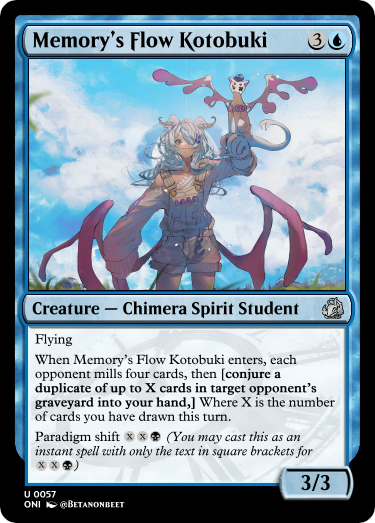 Memory's Flow Kotobuki 3
Creature — Chimera Spirit Student
Flying
When Memory's Flow Kotobuki enters, each
opponent mills four cards, then [conjure a
duplicate of up to X cards in target opponent's
graveyard into your hand,] Where X is the number
of cards you have drawn this turn.
Paradigm shift X X (You may cast this as an
instant spell with only the text in square brackets for
X X )
3/3
U 0057
ONI @BETANONBEET